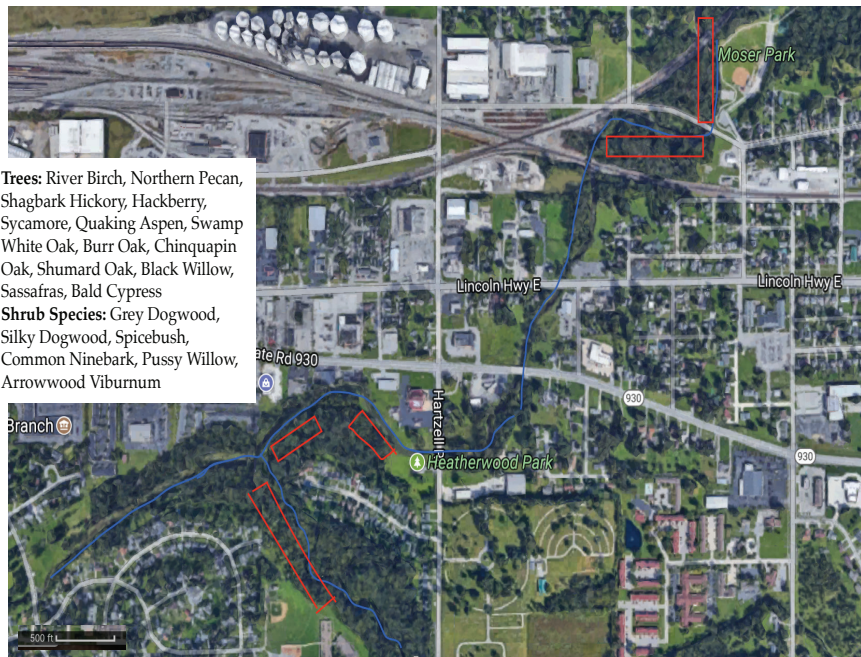 Moser Park
Trees: River Birch, Northern Pecan,
Shagbark Hickory, Hackberry,
Sycamore, Quaking Aspen, Swamp
White Oak, Burr Oak, Chinquapin
Oak, Shumard Oak, Black Willow,
Sassafras, Bald Cypress
Shrub Species: Grey Dogwood,
Silky Dogwood, Spicebush,
Common Ninebark, Pussy Willow,
Arrowwood Viburnum
Lincoln Hwy E
Lincoln Hwy E
ate Rd 930
930
Hartzell R
Branch
Heatherwood Park
930
500 ft